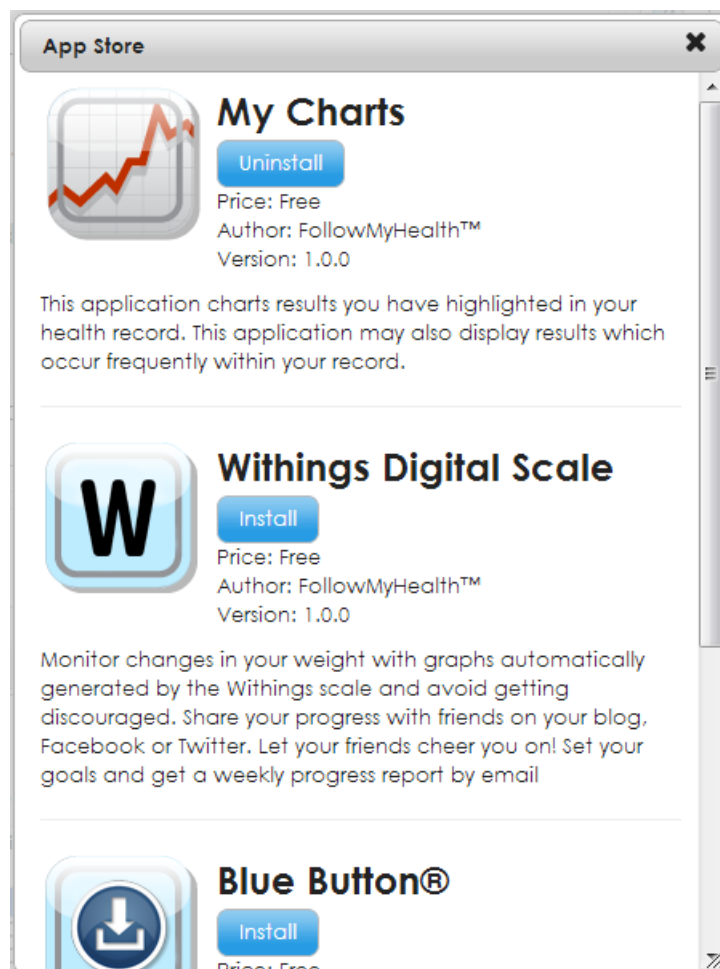 App Store
My Charts
Uninstall
Price: Free
Author: FollowMyHealth™
Version: 1.0.0
This application charts results you have highlighted in your
health record. This application may also display results which
occur frequently within your record.
W
Withings Digital Scale
Install
Price: Free
Author: FollowMyHealth™
Version: 1.0.0
Monitor changes in your weight with graphs automatically
generated by the Withings scale and avoid getting
discouraged. Share your progress with friends on your blog,
Facebook or Twitter. Let your friends cheer you on! Set your
goals and get a weekly progress report by email
Blue Button®
Install
Price: Free